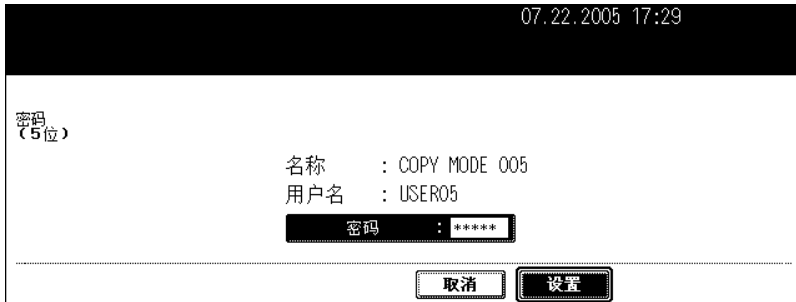 07.22.2005 17:29
密码
(5位)
名称 : COPY MODE 005
用户名 : USER05
密码 : *****
取消 设置